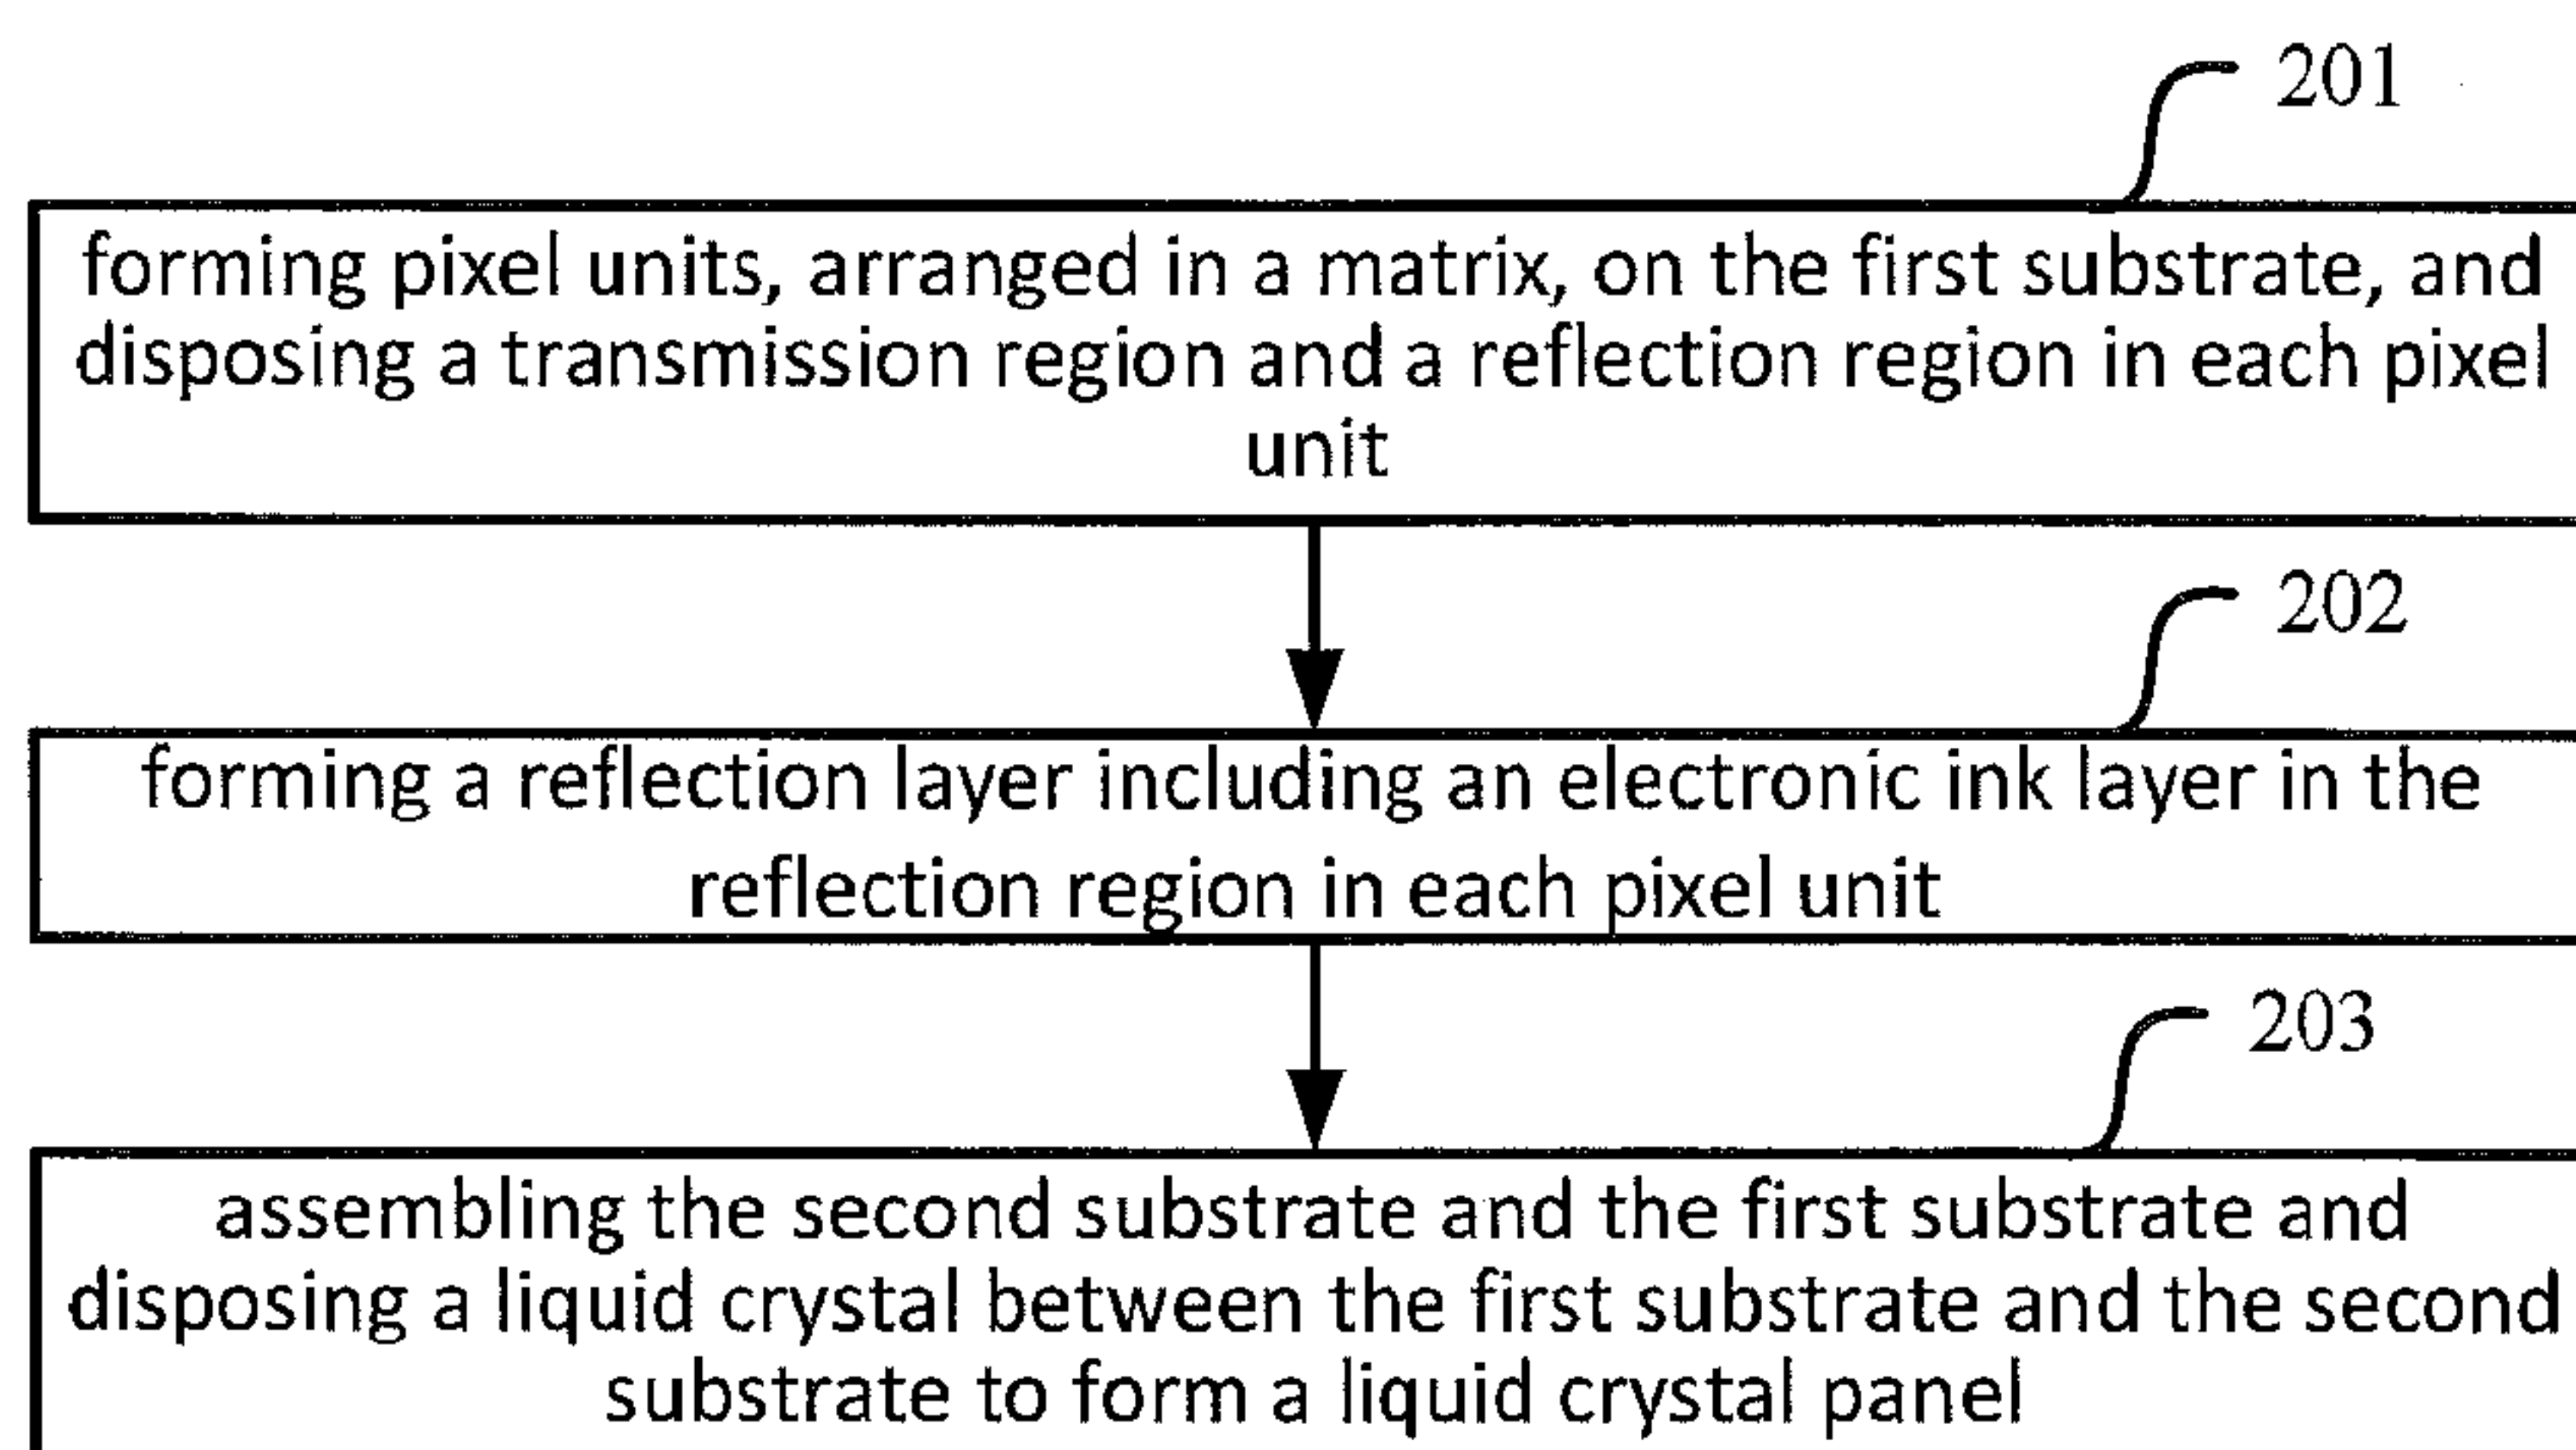 201
forming pixel units, arranged in a matrix, on the first substrate, and
disposing a transmission region and a reflection region in each pixel
unit
202
forming a reflection layer including an electronic ink layer in the
reflection region in each pixel unit
203
assembling the second substrate and the first substrate and
disposing a liquid crystal between the first substrate and the second
substrate to form a liquid crystal panel